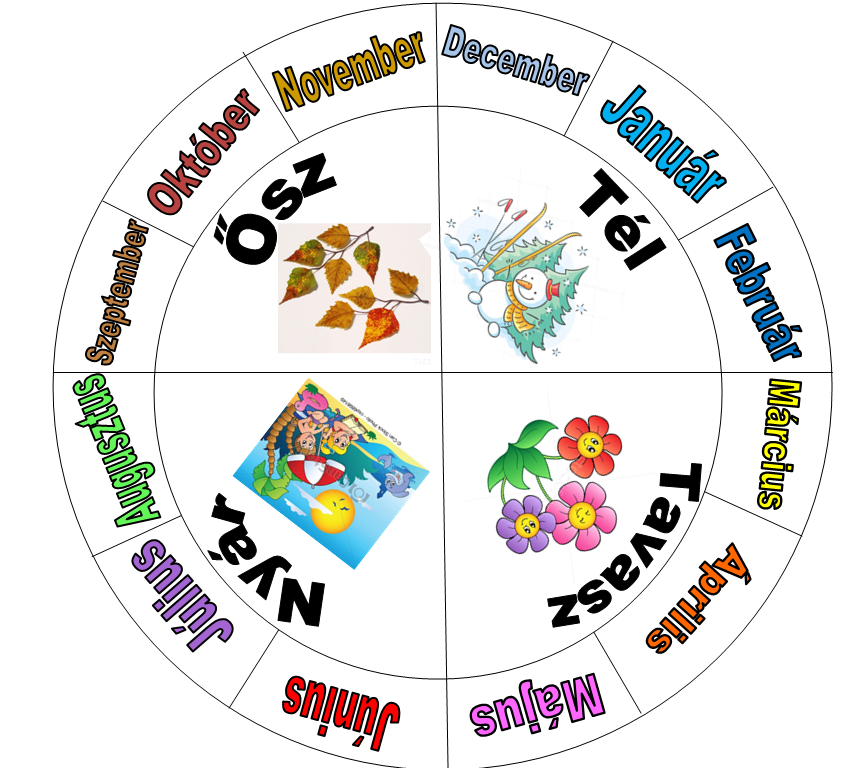 December
Január
Február
Március
Április
Május
Június
Július
Augusztus
Szeptember
Október
November
Tél
Tavasz
Nyár
Ősz